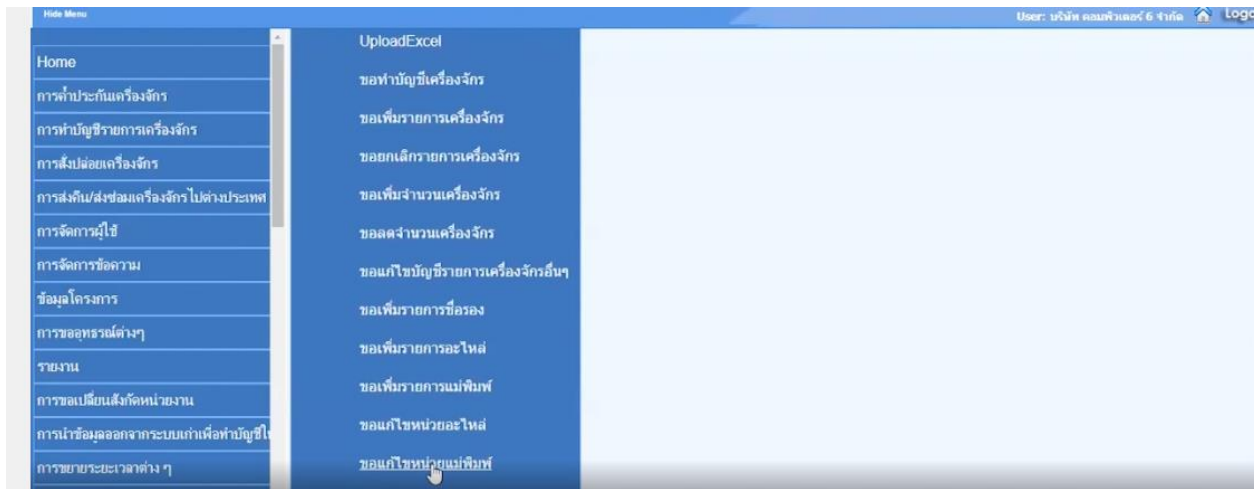 Hide Menu
User: บริษัท คอมพิวเตอร์ 6 จำกัด
Logo
Home
การค้ำประกันเครื่องจักร
การทำบัญชีรายการเครื่องจักร
การสั่งปล่อยเครื่องจักร
การส่งคืน/ส่งซ่อมเครื่องจักรไปต่างประเทศ
การจัดการผู้ใช้
การจัดการข้อความ
ข้อมูลโครงการ
การขออุทธรณ์ต่างๆ
รายงาน
การขอเปลี่ยนสังกัดหน่วยงาน
การนำข้อมูลออกจากระบบเก่าเพื่อทำบัญชีใ
การขยายระยะเวลาต่าง ๆ
UploadExcel
ขอทำบัญชีเครื่องจักร
ขอเพิ่มรายการเครื่องจักร
ขอยกเลิกรายการเครื่องจักร
ขอเพิ่มจำนวนเครื่องจักร
ขอลดจำนวนเครื่องจักร
ขอแก้ไขบัญชีรายการเครื่องจักรอื่นๆ
ขอเพิ่มรายการชื่อรอง
ขอเพิ่มรายการอะไหล่
ขอเพิ่มรายการแม่พิมพ์
ขอแก้ไขหน่วยอะไหล่
ขอแก้ไขหน่วยแม่พิมพ์